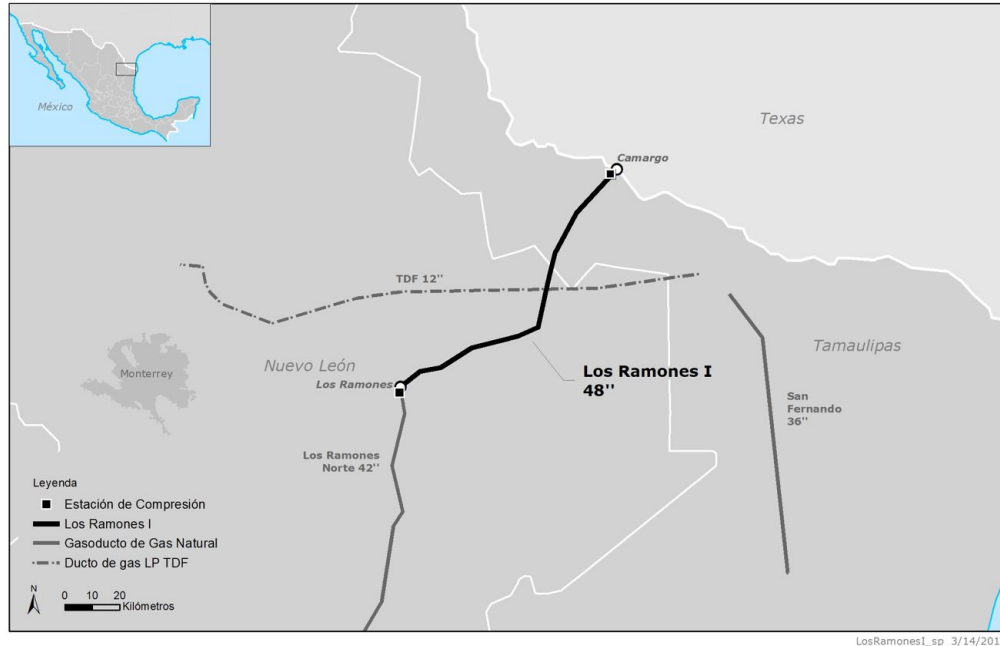 México
Texas
Camargo
TDF 12''
Nuevo León
Tamaulipas
Monterrey
Los Ramones
Los Ramones I
48''
San
Fernando
36''
Los Ramones
Norte 42''
Leyenda
Estación de Compresión
Los Ramones I
Gasoducto de Gas Natural
Ducto de gas LP TDF
N
0 10 20
Kilómetros
LosRamonesI_sp 3/14/201